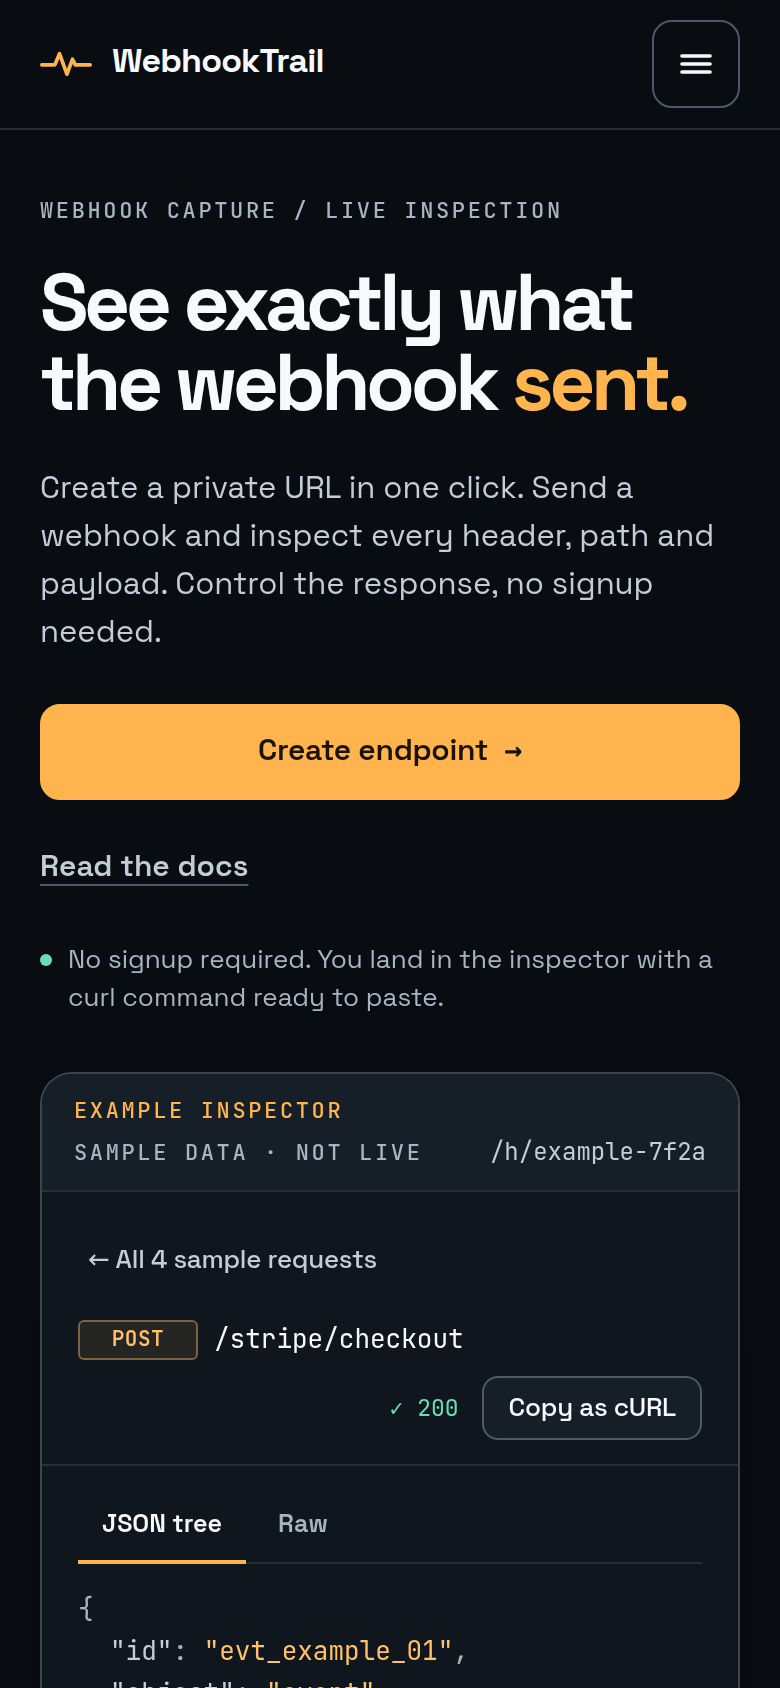 WebhookTrail
WEBHOOK CAPTURE / LIVE INSPECTION
See exactly what
the webhook sent.
Create a private URL in one click. Send a
webhook and inspect every header, path and
payload. Control the response, no signup
needed.
Create endpoint →
Read the docs
No signup required. You land in the inspector with a
curl command ready to paste.
EXAMPLE INSPECTOR
SAMPLE DATA · NOT LIVE /h/example-7f2a
← All 4 sample requests
POST /stripe/checkout
✓ 200 Copy as cURL
JSON tree Raw
{
"id": "evt_example_01",
"object": "event"